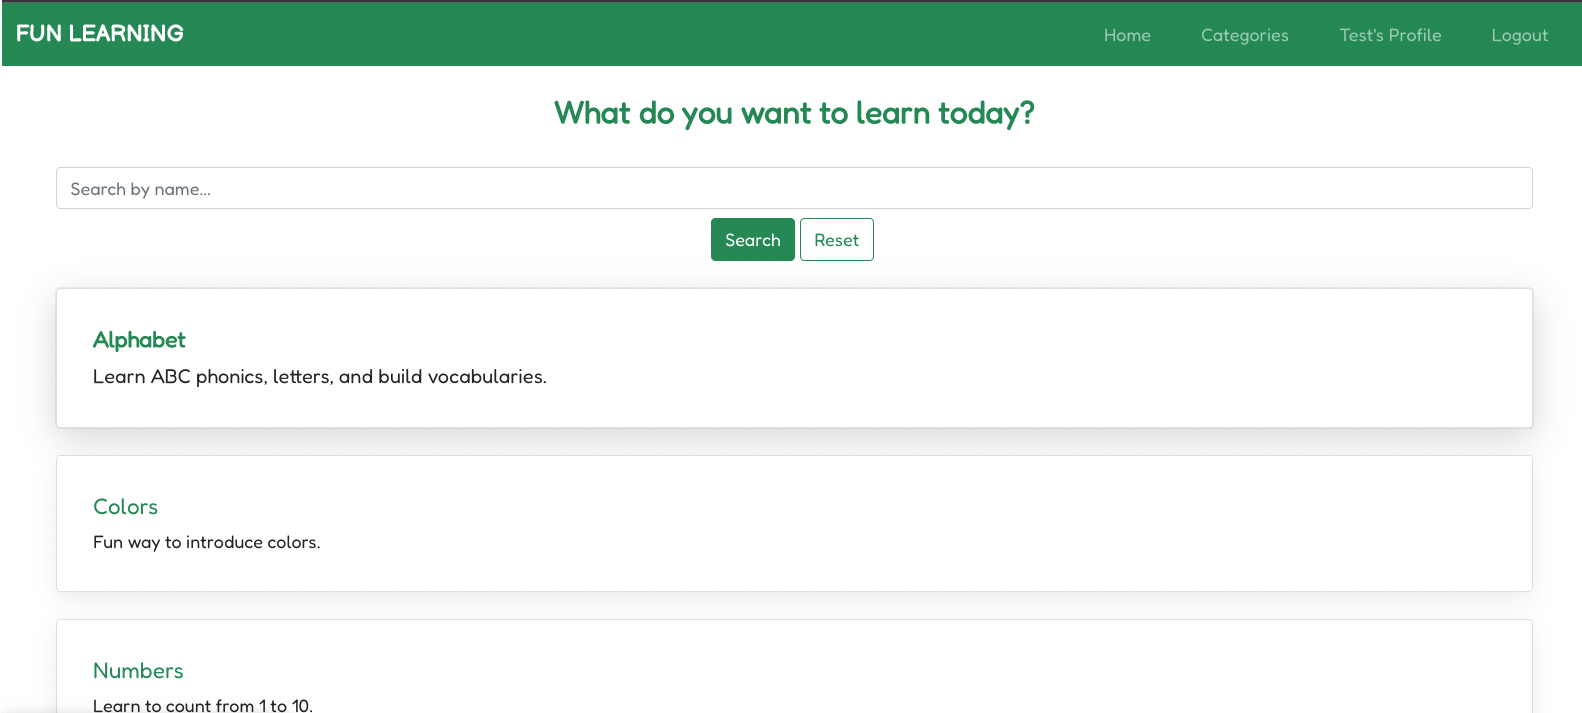 FUN LEARNING
Home Categories Test's Profile Logout
What do you want to learn today?
Search by name...
Search Reset
Alphabet
Learn ABC phonics, letters, and build vocabularies.
Colors
Fun way to introduce colors.
Numbers
Learn to count from 1 to 10.